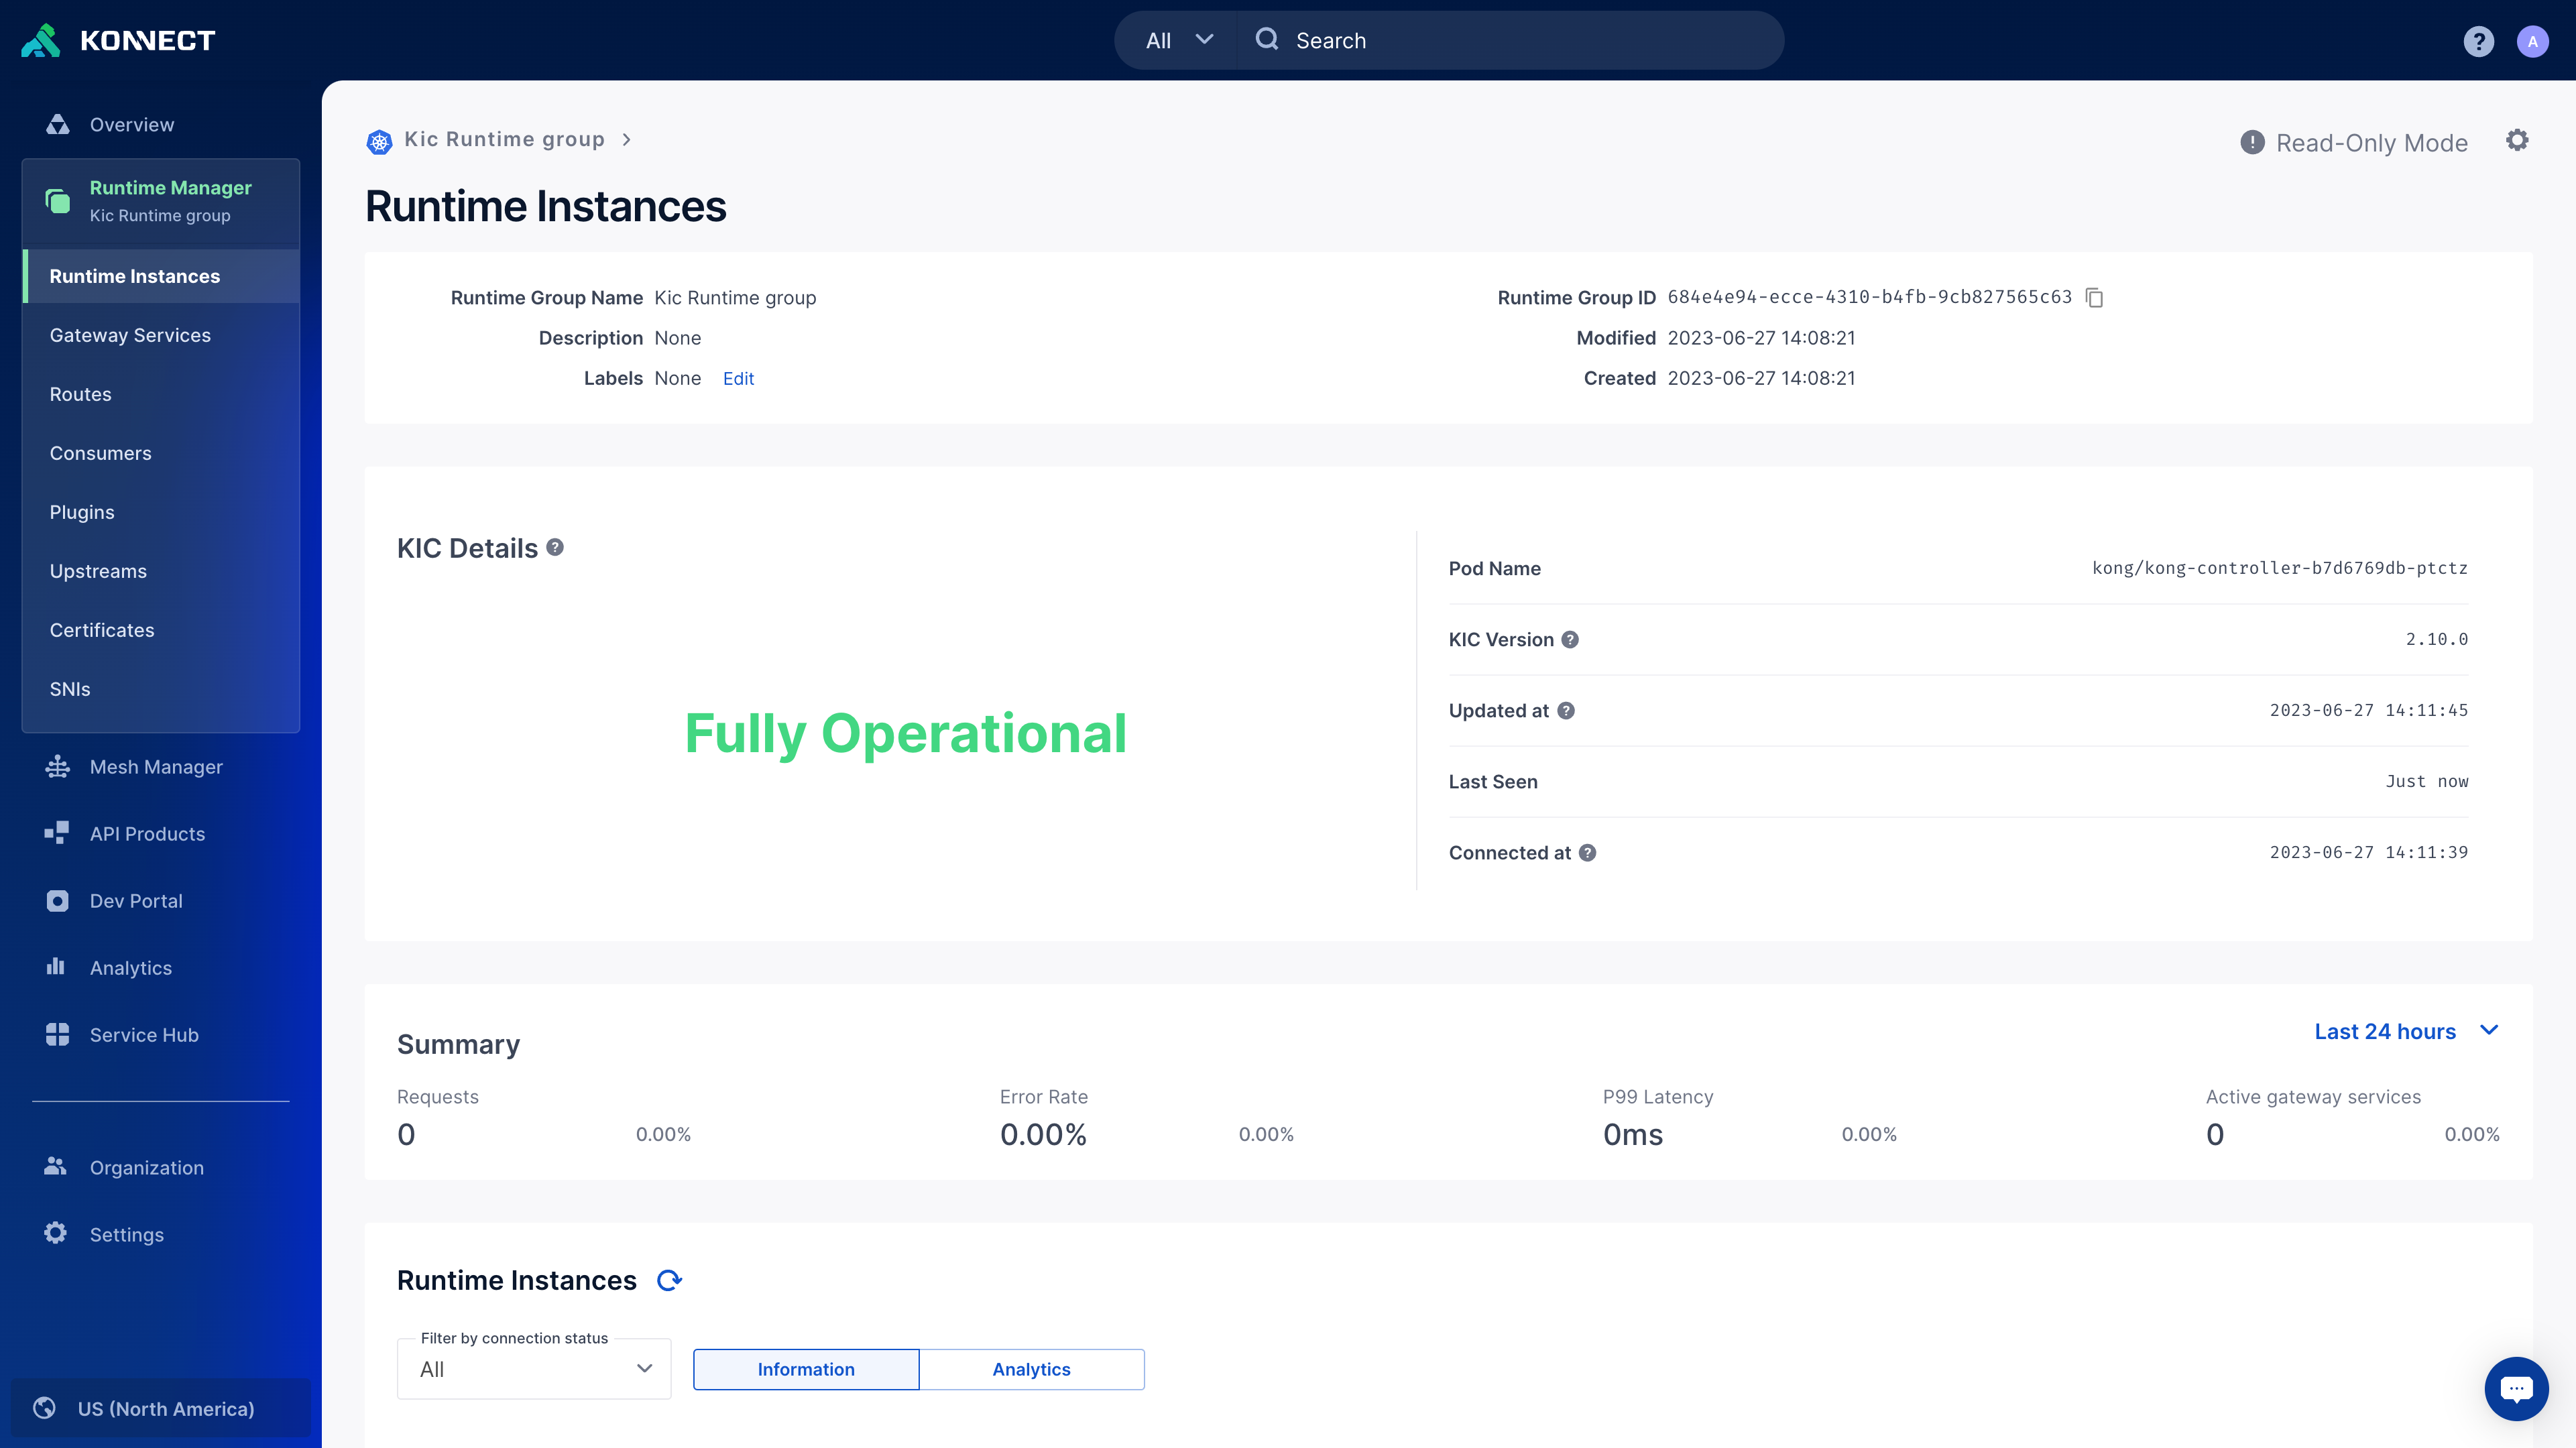 KONNECT
All
Search
?
A
Overview
Runtime Manager
Kic Runtime group
Runtime Instances
Gateway Services
Routes
Consumers
Plugins
Upstreams
Certificates
SNIs
Mesh Manager
API Products
Dev Portal
Analytics
Service Hub
Organization
Settings
US (North America)
Kic Runtime group
Read-Only Mode
Runtime Instances
Runtime Group Name Kic Runtime group
Description None
Labels None Edit
Runtime Group ID 684e4e94-ecce-4310-b4fb-9cb827565c63
Modified 2023-06-27 14:08:21
Created 2023-06-27 14:08:21
KIC Details ?
Fully Operational
Pod Name kong/kong-controller-b7d6769db-ptctz
KIC Version ? 2.10.0
Updated at ? 2023-06-27 14:11:45
Last Seen Just now
Connected at ? 2023-06-27 14:11:39
Summary
Last 24 hours
Requests
0 0.00%
Error Rate
0.00% 0.00%
P99 Latency
0ms 0.00%
Active gateway services
0 0.00%
Runtime Instances
Filter by connection status
All
Information
Analytics